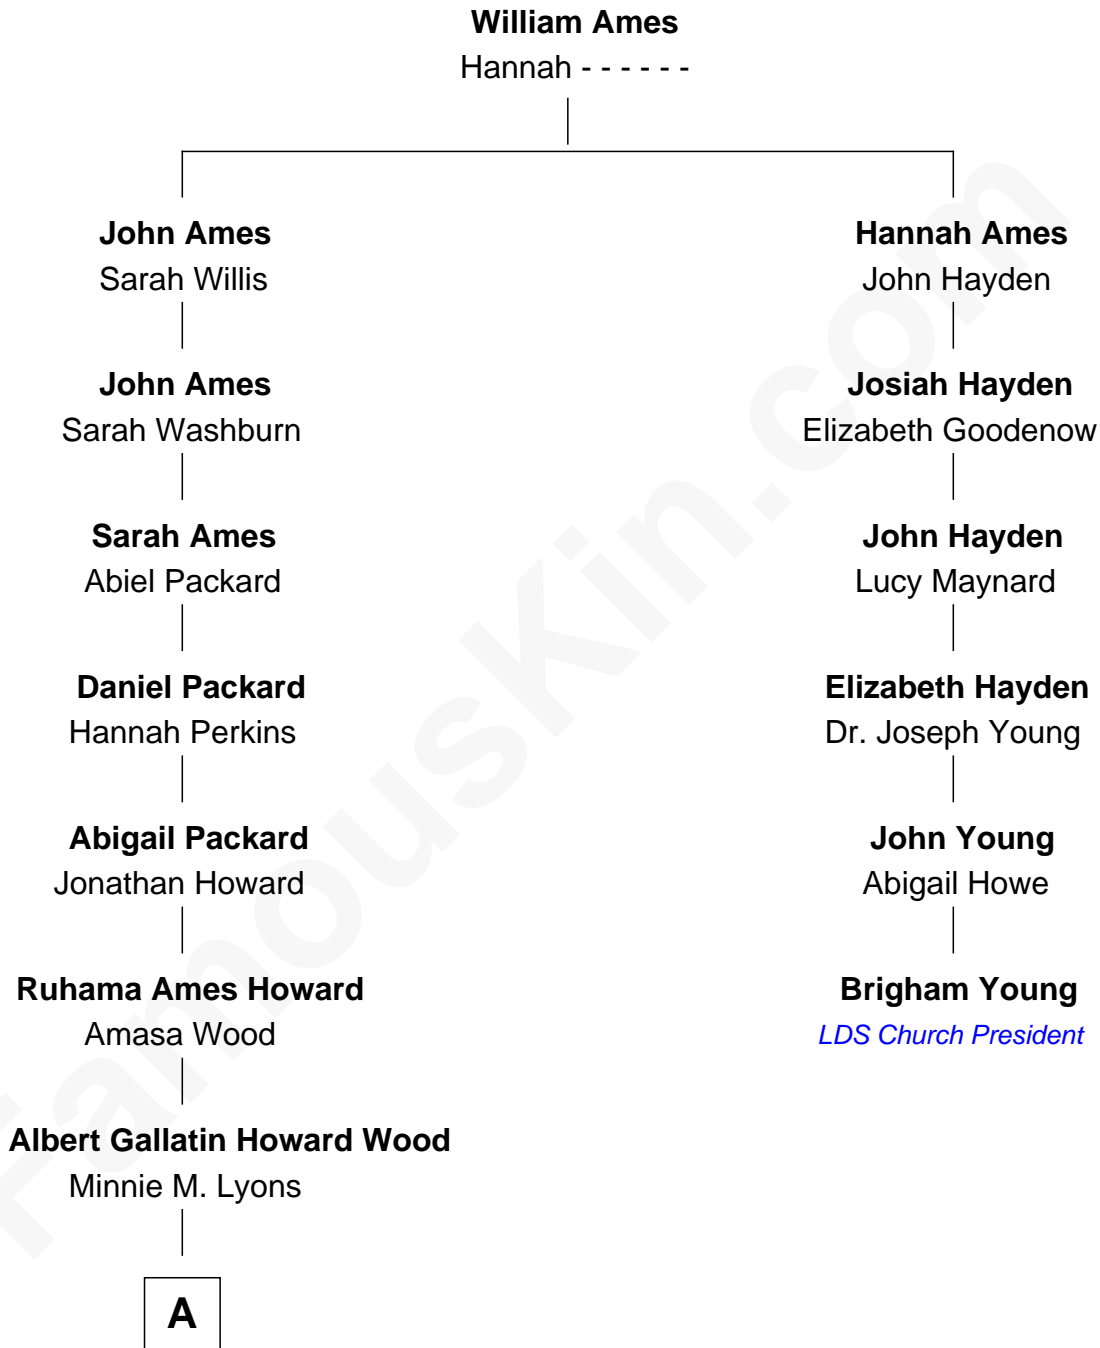 William Ames
Hannah - - - - - -
John Ames
Sarah Willis
John Ames
Sarah Washburn
Sarah Ames
Abiel Packard
Daniel Packard
Hannah Perkins
Abigail Packard
Jonathan Howard
Ruhama Ames Howard
Amasa Wood
Albert Gallatin Howard Wood
Minnie M. Lyons
A
Hannah Ames
John Hayden
Josiah Hayden
Elizabeth Goodenow
John Hayden
Lucy Maynard
Elizabeth Hayden
Dr. Joseph Young
John Young
Abigail Howe
Brigham Young
LDS Church President
FamousKin.com